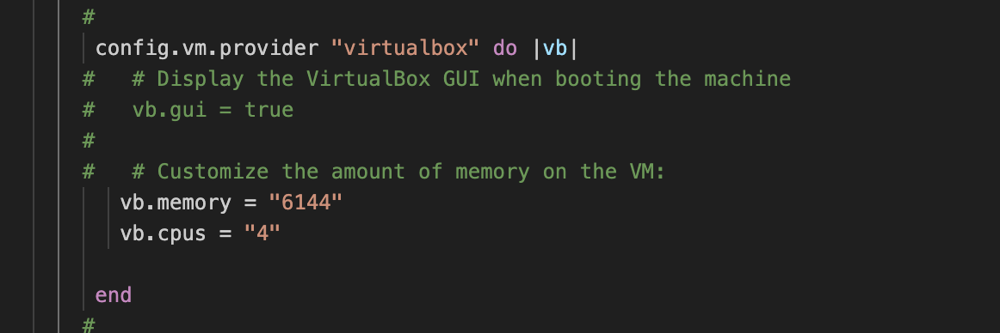 #
config.vm.provider "virtualbox" do |vb|
#   # Display the VirtualBox GUI when booting the machine
#   vb.gui = true
#
#   # Customize the amount of memory on the VM:
vb.memory = "6144"
vb.cpus = "4"
end
#